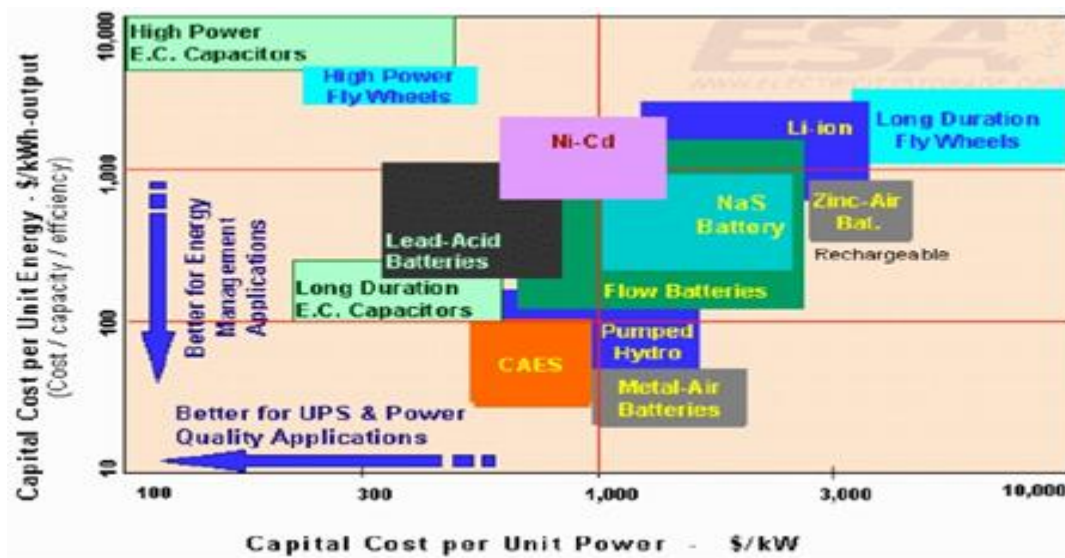 Capital Cost per Unit Energy - $/kWh-output
(Cost / capacity / efficiency)
10,000
1,000
100
10
High Power
E.C. Capacitors
High Power
Fly Wheels
ESA
Ni-Cd
Li-ion
Long Duration
Fly Wheels
NaS
Battery
Zinc-Air
Bat.
Rechargeable
Lead-Acid
Batteries
Better for Energy
Management
Applications
Long Duration
E.C. Capacitors
Flow Batteries
CAES
Pumped
Hydro
Metal-Air
Batteries
Better for UPS & Power
Quality Applications
100
300
1,000
3,000
10,000
Capital Cost per Unit Power - $/kW